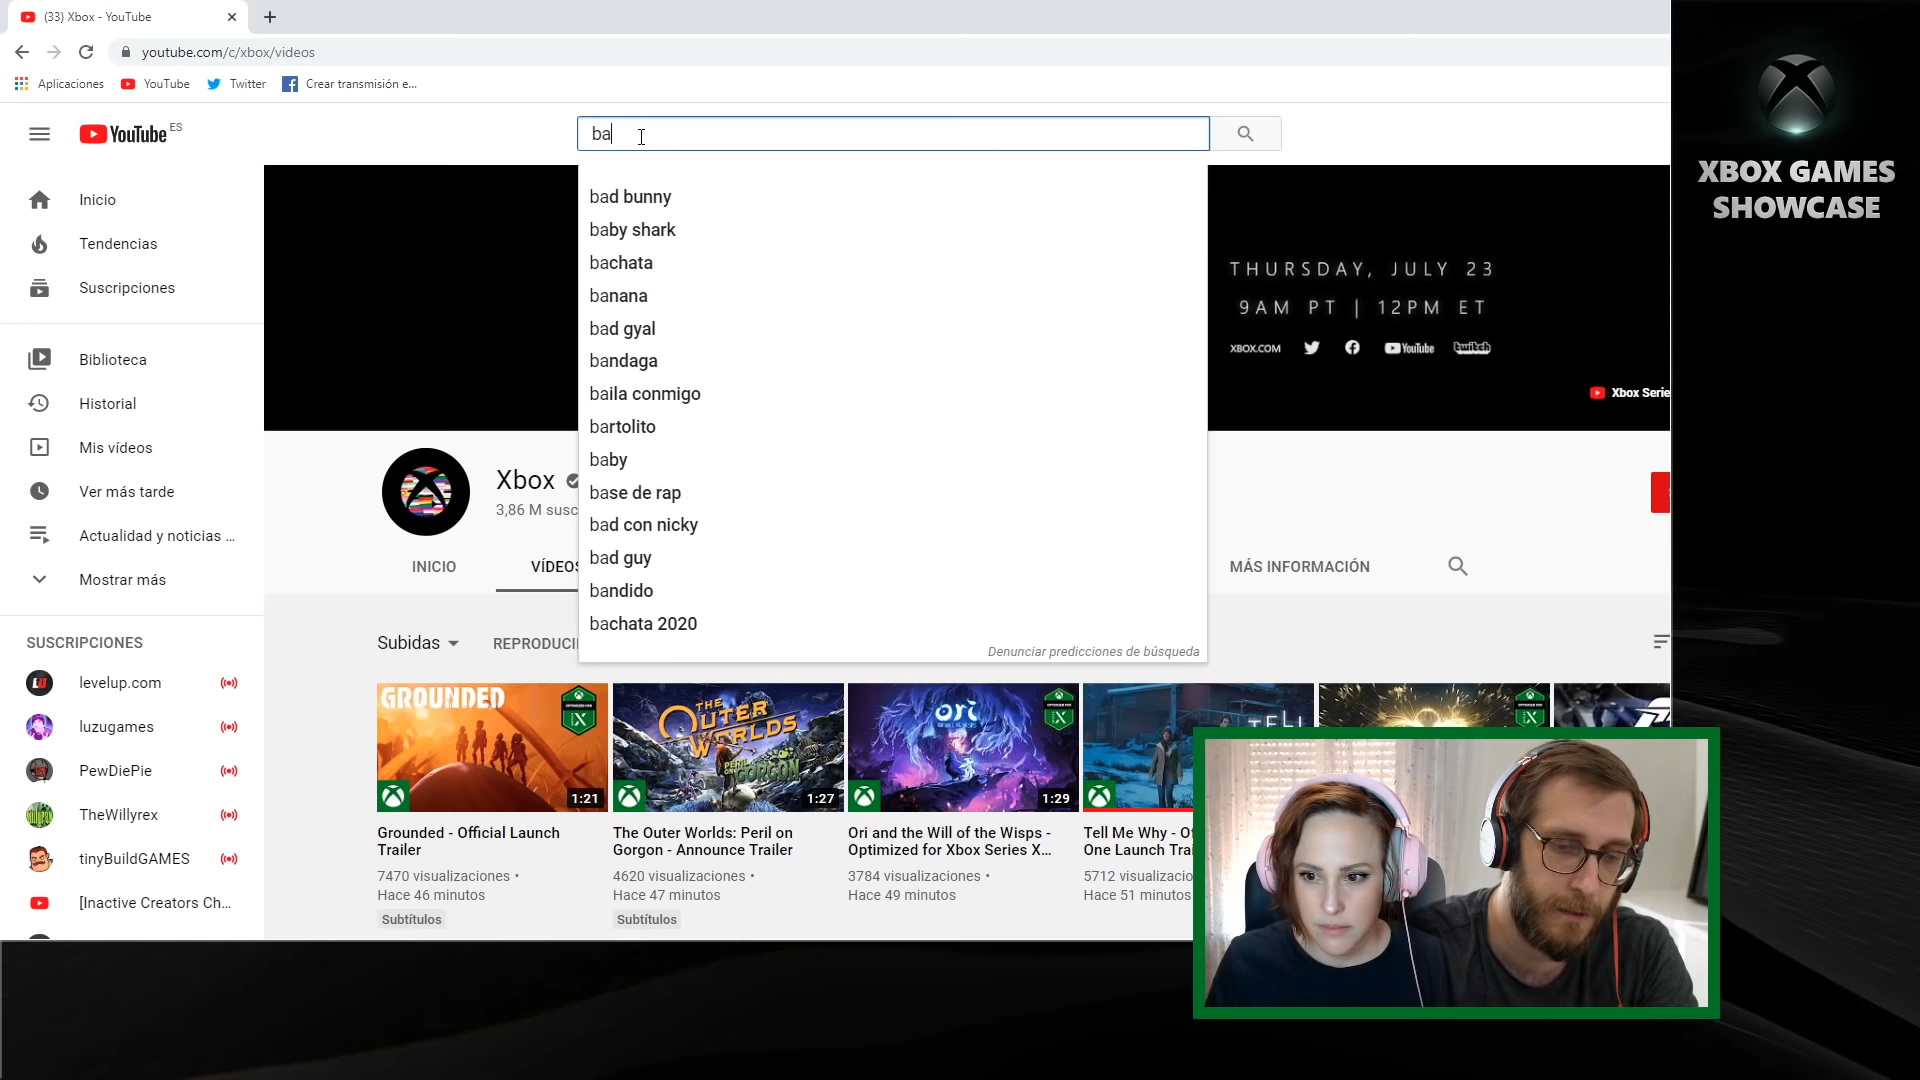 (33) Xbox - YouTube
youtube.com/c/xbox/videos
Aplicaciones
YouTube
Twitter
Crear transmisión e...
YouTube ES
ba
bad bunny
baby shark
bachata
banana
bad gyal
bandaga
baila conmigo
bartolito
baby
base de rap
bad con nicky
bad guy
bandido
bachata 2020
Denunciar predicciones de búsqueda
Inicio
Tendencias
Suscripciones
Biblioteca
Historial
Mis vídeos
Ver más tarde
Actualidad y noticias ...
Mostrar más
SUSCRIPCIONES
levelup.com
luzugames
PewDiePie
TheWillyrex
tinyBuildGAMES
[Inactive Creators Ch...
THURSDAY, JULY 23
9AM PT | 12PM ET
XBOX.COM
YouTube
twitch
Xbox Serie
Xbox
3,86 M susc
INICIO
VÍDEOS
MÁS INFORMACIÓN
Subidas
REPRODUCI
GROUNDED
1:21
Grounded - Official Launch
Trailer
7470 visualizaciones •
Hace 46 minutos
Subtítulos
THE
OUTER
WORLDS
PERIL
ON
GORGON
1:27
The Outer Worlds: Peril on
Gorgon - Announce Trailer
4620 visualizaciones •
Hace 47 minutos
Subtítulos
ori
1:29
Ori and the Will of the Wisps -
Optimized for Xbox Series X...
3784 visualizaciones •
Hace 49 minutos
TELL
Tell Me Why - O
One Launch Trai
5712 visualizacio
Hace 51 minutos
XBOX GAMES
SHOWCASE